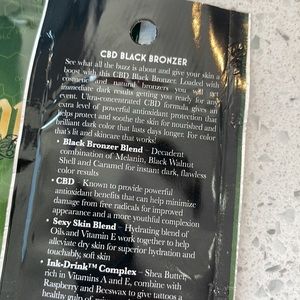 CBD BLACK BRONZER
See what all the buzz is about and give your skin a
boost with this CBD Black Bronzer. Loaded with
cosmetic and natural bronzers you will
immediate dark results getting you ready for any
event. Ultra-concentrated CBD formula gives an
extra level of powerful antioxidant protection that
helps protect and soothe the skin for nourished and
brilliant dark color that lasts days longer. For color
that's lit and skincare that works!
• Black Bronzer Blend – Decadent
combination of Melanin, Black Walnut
Shell and Caramel for instant dark, flawless
color results
• CBD – Known to provide powerful
antioxidant benefits that can help minimize
damage from free radicals for improved
appearance and a more youthful complexion
• Sexy Skin Blend – Hydrating blend of
Oils and Vitamin E work together to help
alleviate dry skin for superior hydration and
touchably, soft skin
• Ink-Drink™ Complex – Shea Butter,
rich in Vitamins A and E, combine with
Raspberry and Beeswax to give tattoos a
healthy gulp of